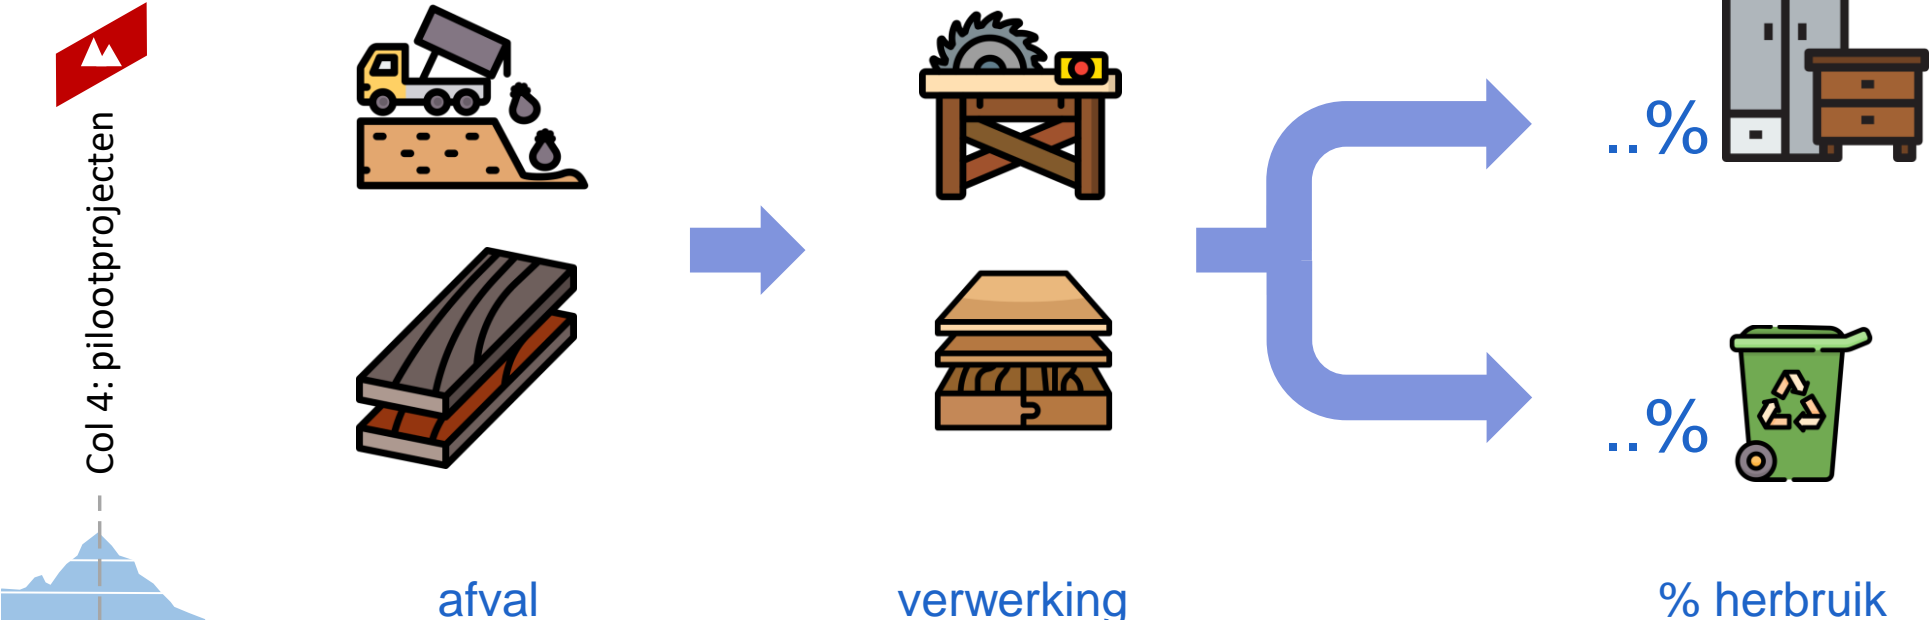 Col 4: pilootprojecten
..%
..%
afval
verwerking
% herbruik